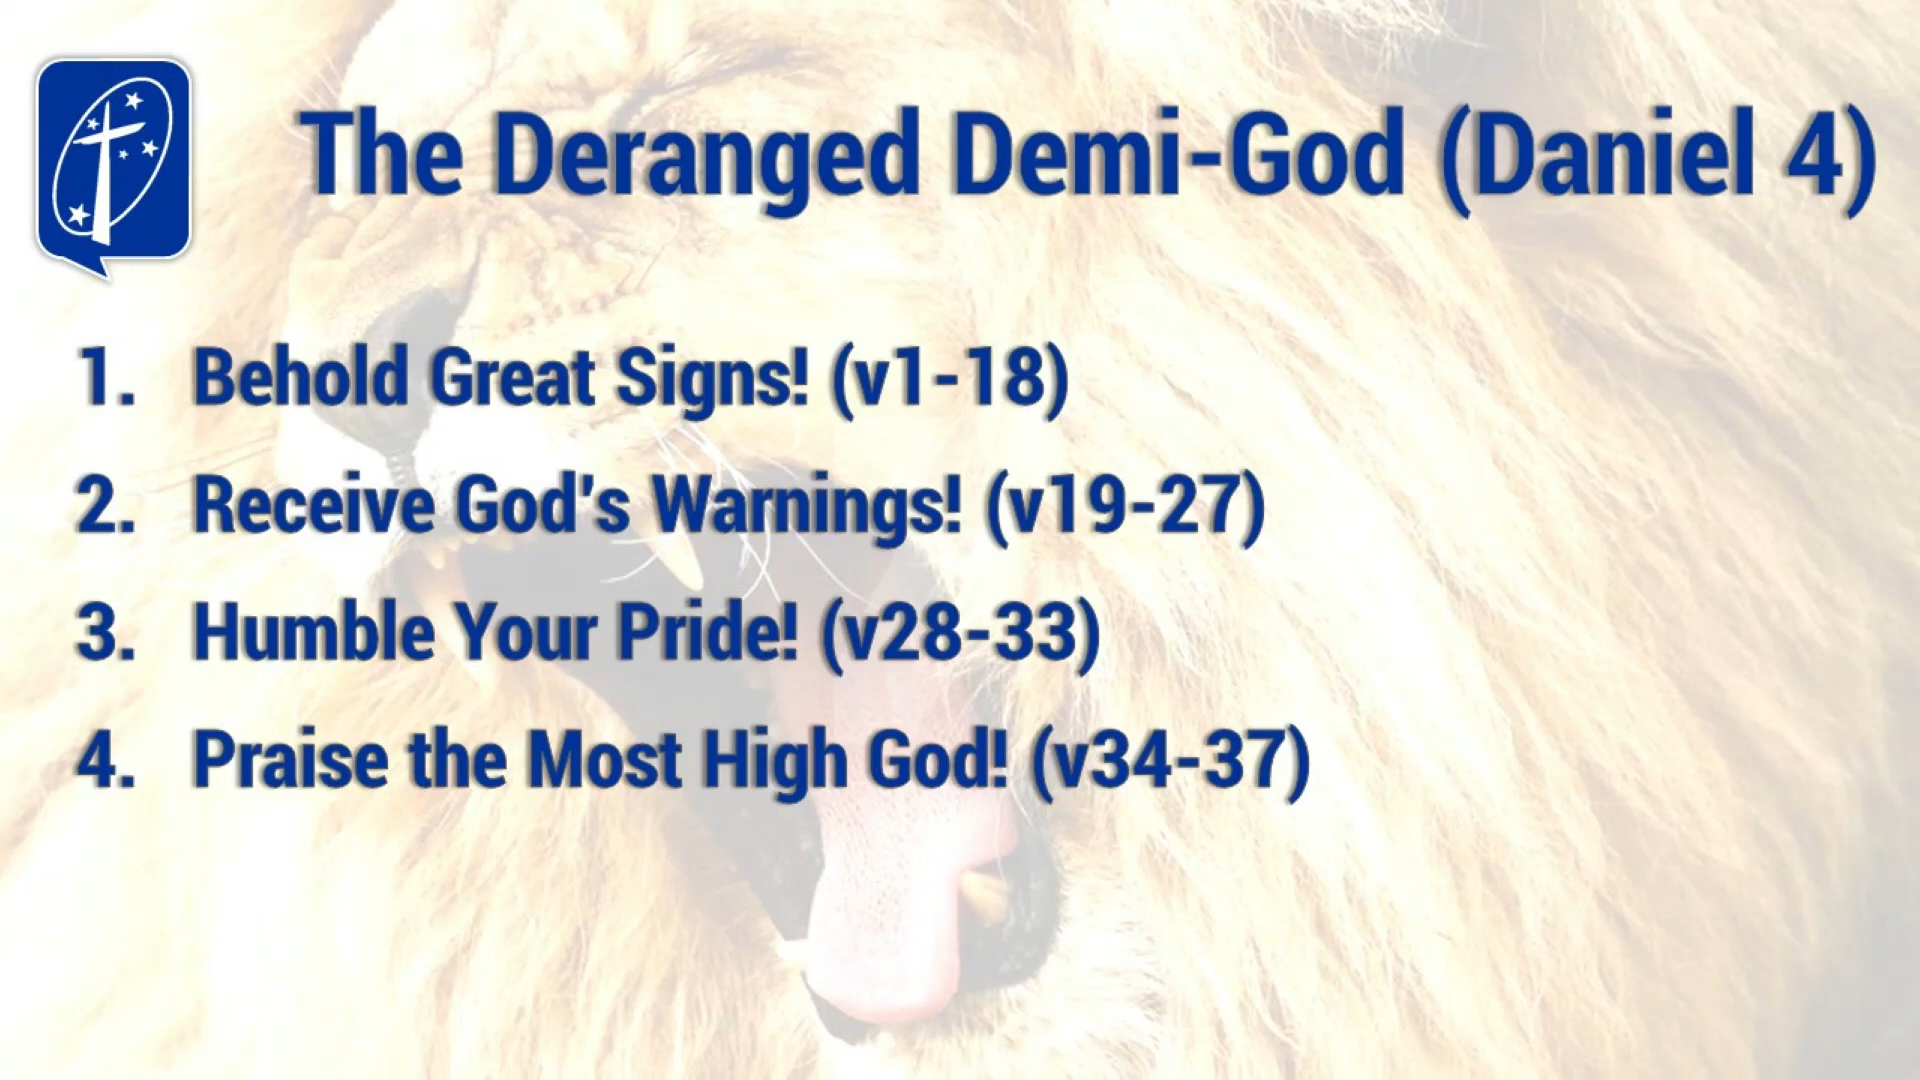 The Deranged Demi-God (Daniel 4)
1. Behold Great Signs! (v1-18)
2. Receive God's Warnings! (v19-27)
3. Humble Your Pride! (v28-33)
4. Praise the Most High God! (v34-37)